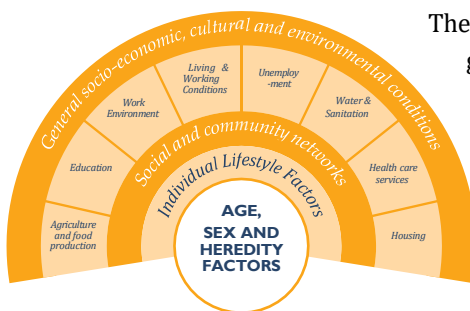 General socio-economic, cultural and environmental conditions
The
g
Living &
Working
Conditions
Unemploy
-ment
Work
Environment
Water &
Sanitation
Education
Health care
services
Agriculture
and food
production
Housing
Social and community networks
Individual Lifestyle Factors
AGE,
SEX AND
HEREDITY
FACTORS